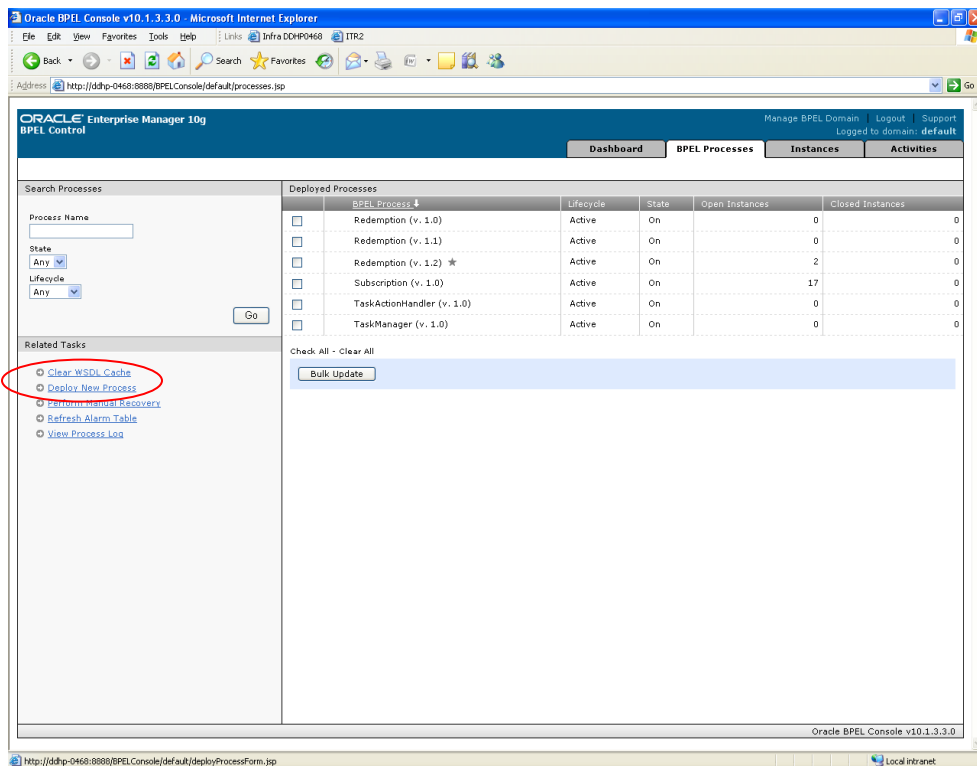 Oracle BPEL Console v10.1.3.3.0 - Microsoft Internet Explorer
File Edit View Favorites Tools Help Links Infra DDHP0468 ITR2
Back Search Favorites
Address http://ddhp-0468:8888/BPELConsole/default/processes.jsp Go
ORACLE Enterprise Manager 10g
BPEL Control
Manage BPEL Domain | Logout | Support
Logged to domain: default
Dashboard BPEL Processes Instances Activities
Search Processes
Process Name
State
Any
Lifecycle
Any
Go
Related Tasks
Clear WSDL Cache
Deploy New Process
Perform Manual Recovery
Refresh Alarm Table
View Process Log
Deployed Processes
BPEL Process Lifecycle State Open Instances Closed Instances
Redemption (v. 1.0) Active On 0 0
Redemption (v. 1.1) Active On 0 0
Redemption (v. 1.2) Active On 2 0
Subscription (v. 1.0) Active On 17 0
TaskActionHandler (v. 1.0) Active On 0 0
TaskManager (v. 1.0) Active On 0 0
Check All - Clear All
Bulk Update
Oracle BPEL Console v10.1.3.3.0
http://ddhp-0468:8888/BPELConsole/default/deployProcessForm.jsp Local intranet